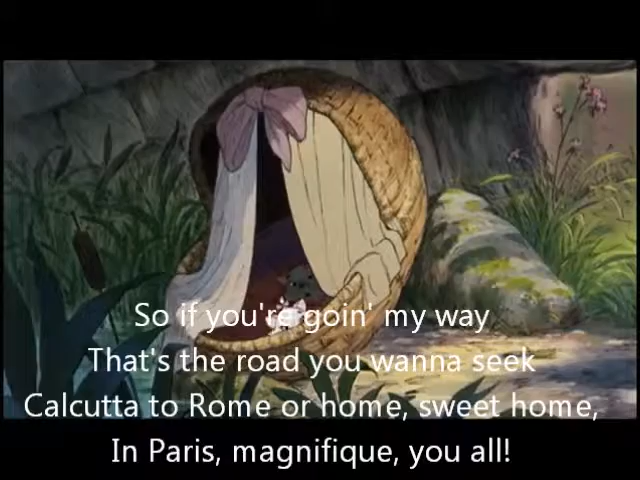 So if you're goin' my way
That's the road you wanna seek
Calcutta to Rome or home, sweet home,
In Paris, magnifique, you all!